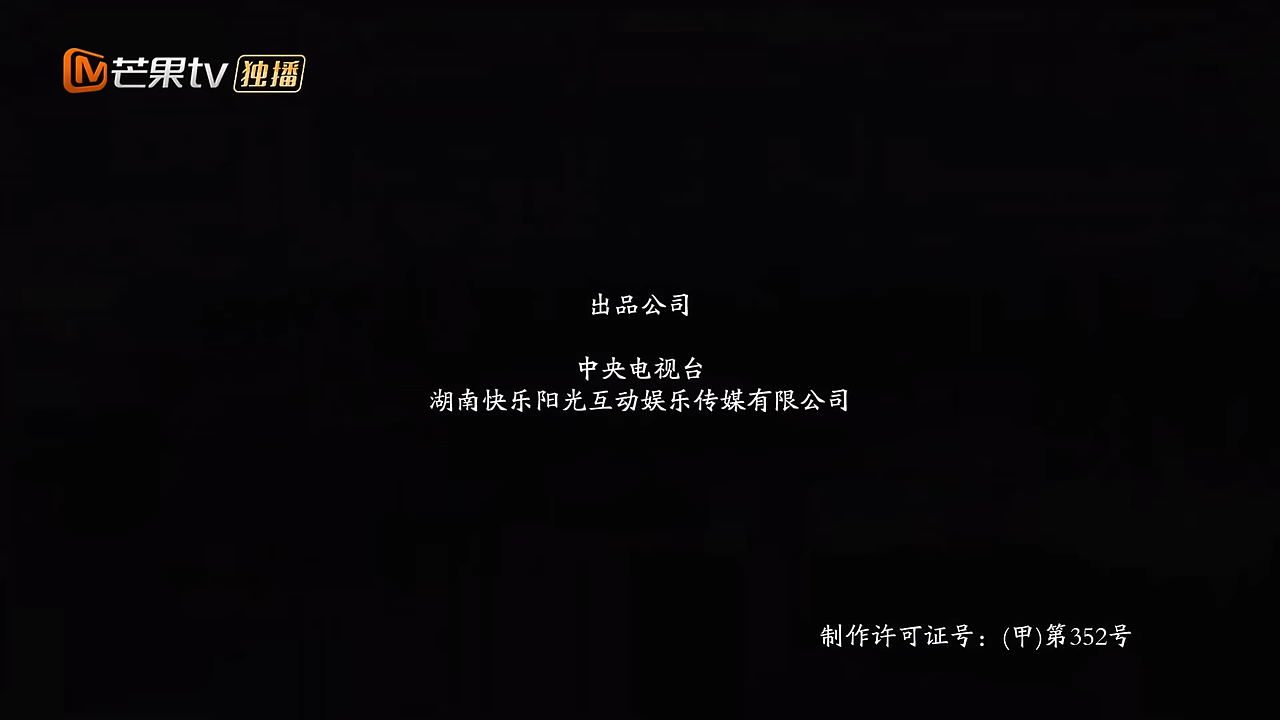 芒果tv 独播
出品公司
中央电视台
湖南快乐阳光互动娱乐传媒有限公司
制作许可证号：(甲)第352号